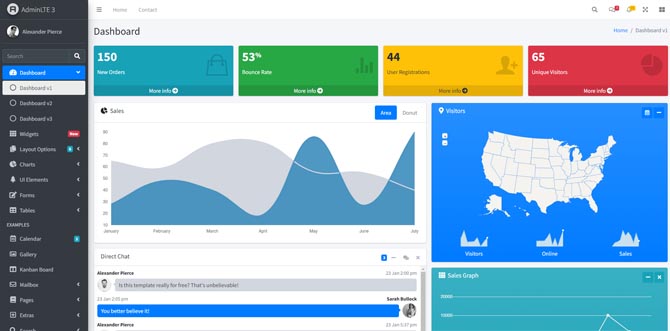 AdminLTE 3
Home
Contact
Alexander Pierce
Search
Dashboard
Dashboard v1
Dashboard v2
Dashboard v3
Widgets
New
Layout Options
Charts
UI Elements
Forms
Tables
EXAMPLES
Calendar
Gallery
Kanban Board
Mailbox
Pages
Extras
Dashboard
Home / Dashboard v1
150
New Orders
More info
53%
Bounce Rate
More info
44
User Registrations
More info
65
Unique Visitors
More info
Sales
Area
Donut
90
80
70
60
50
40
30
20
10
January
February
March
April
May
June
July
Visitors
Visitors
Online
Sales
Direct Chat
3
Alexander Pierce
23 Jan 2:00 pm
Is this template really for free? That's unbelievable!
23 Jan 2:05 pm
Sarah Bullock
You better believe it!
Alexander Pierce
23 Jan 5:37 pm
Sales Graph
20000
15000